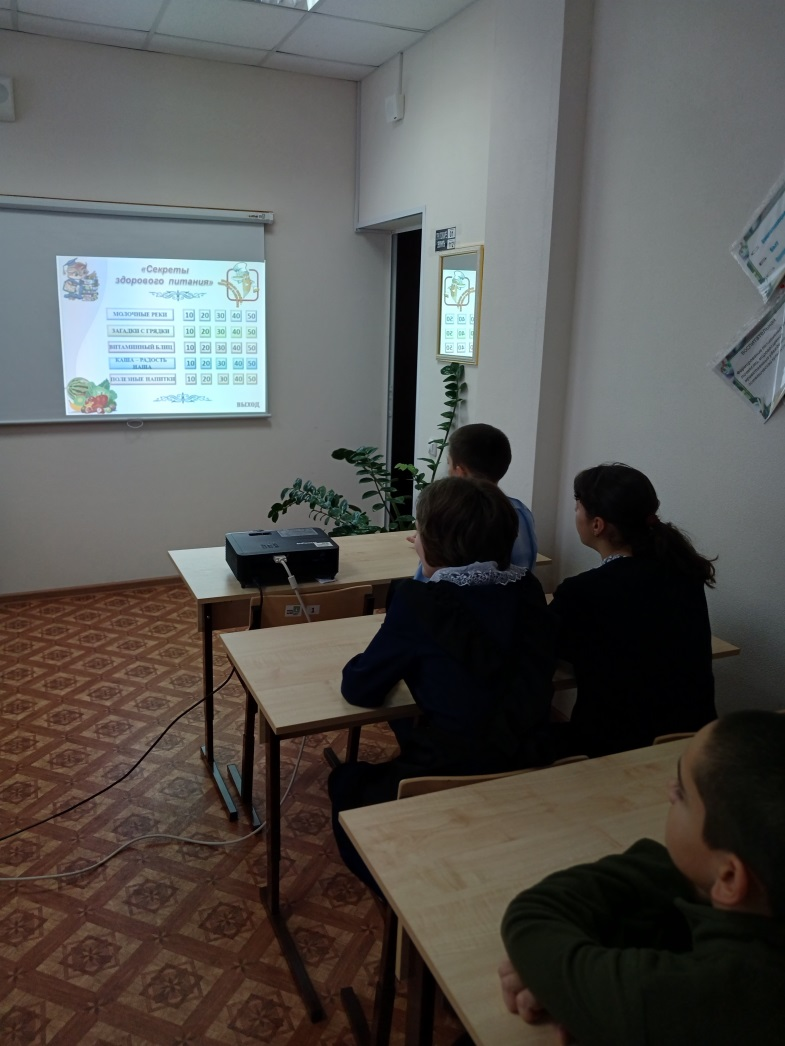 «Секреты
здорового питания»
МОЛОЧНЫЕ РЕКИ 10 20 30 40 50
ЗАГАДКИ С ГРЯДКИ 10 20 30 40 50
ВИТАМИННЫЙ БЛИЦ 10 20 30 40 50
КАША – РАДОСТЬ
НАША 10 20 30 40 50
ПОЛЕЗНЫЕ НАПИТКИ 10 20 30 40 50
ВЫХОД
1